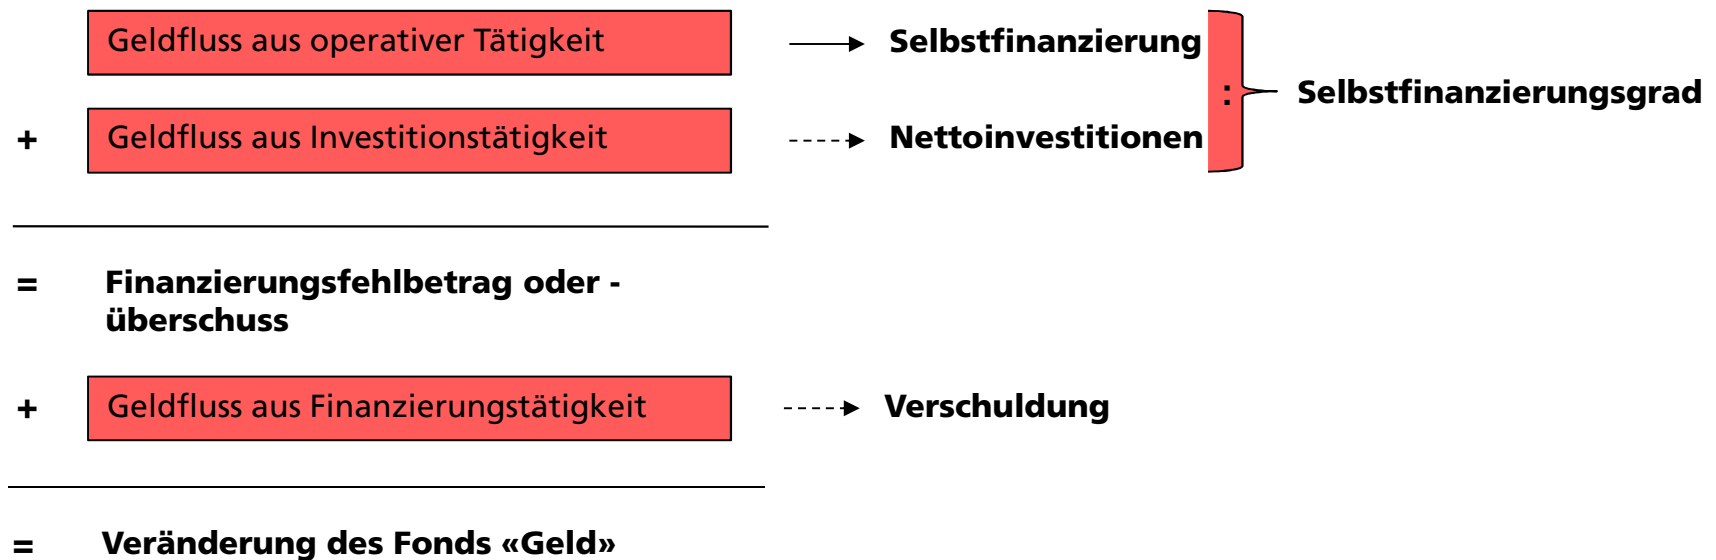 Geldfluss aus operativer Tätigkeit Selbstfinanzierung
: Selbstfinanzierungsgrad
+ Geldfluss aus Investitionstätigkeit Nettoinvestitionen
= Finanzierungsfehlbetrag oder -
überschuss
+ Geldfluss aus Finanzierungstätigkeit Verschuldung
= Veränderung des Fonds «Geld»